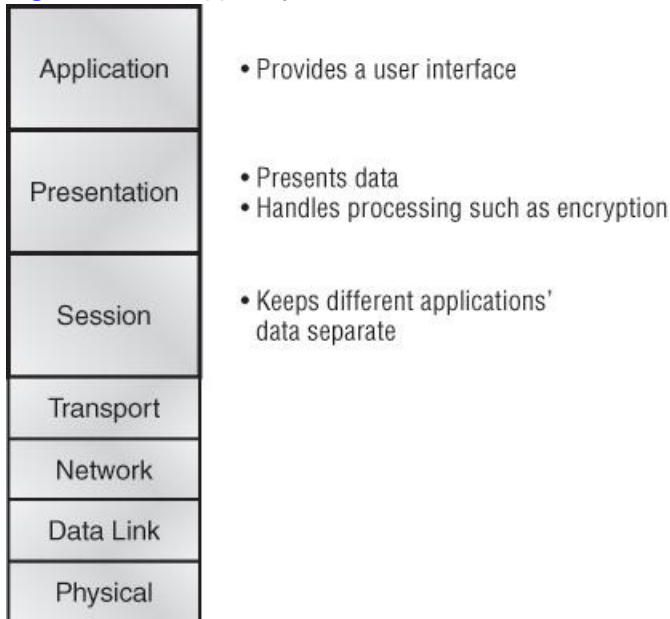 Application
• Provides a user interface
Presentation
• Presents data
• Handles processing such as encryption
Session
• Keeps different applications'
data separate
Transport
Network
Data Link
Physical